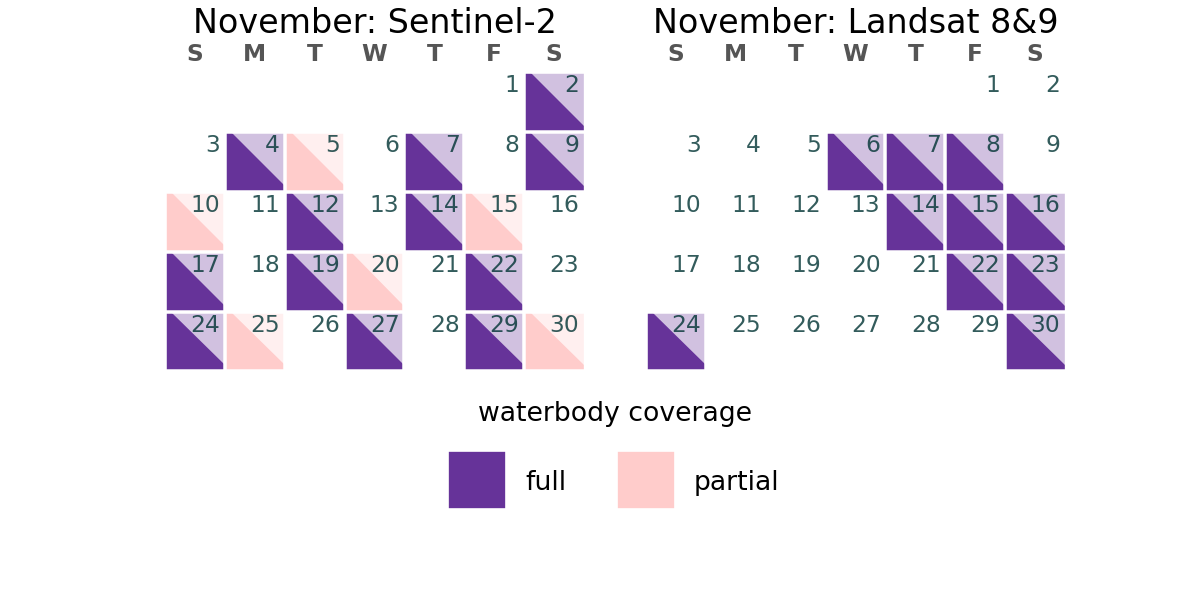 November: Sentinel-2
S M T W T F S
1 2
3 4 5 6 7 8 9
10 11 12 13 14 15 16
17 18 19 20 21 22 23
24 25 26 27 28 29 30
November: Landsat 8&9
S M T W T F S
1 2
3 4 5 6 7 8 9
10 11 12 13 14 15 16
17 18 19 20 21 22 23
24 25 26 27 28 29 30
waterbody coverage
full partial